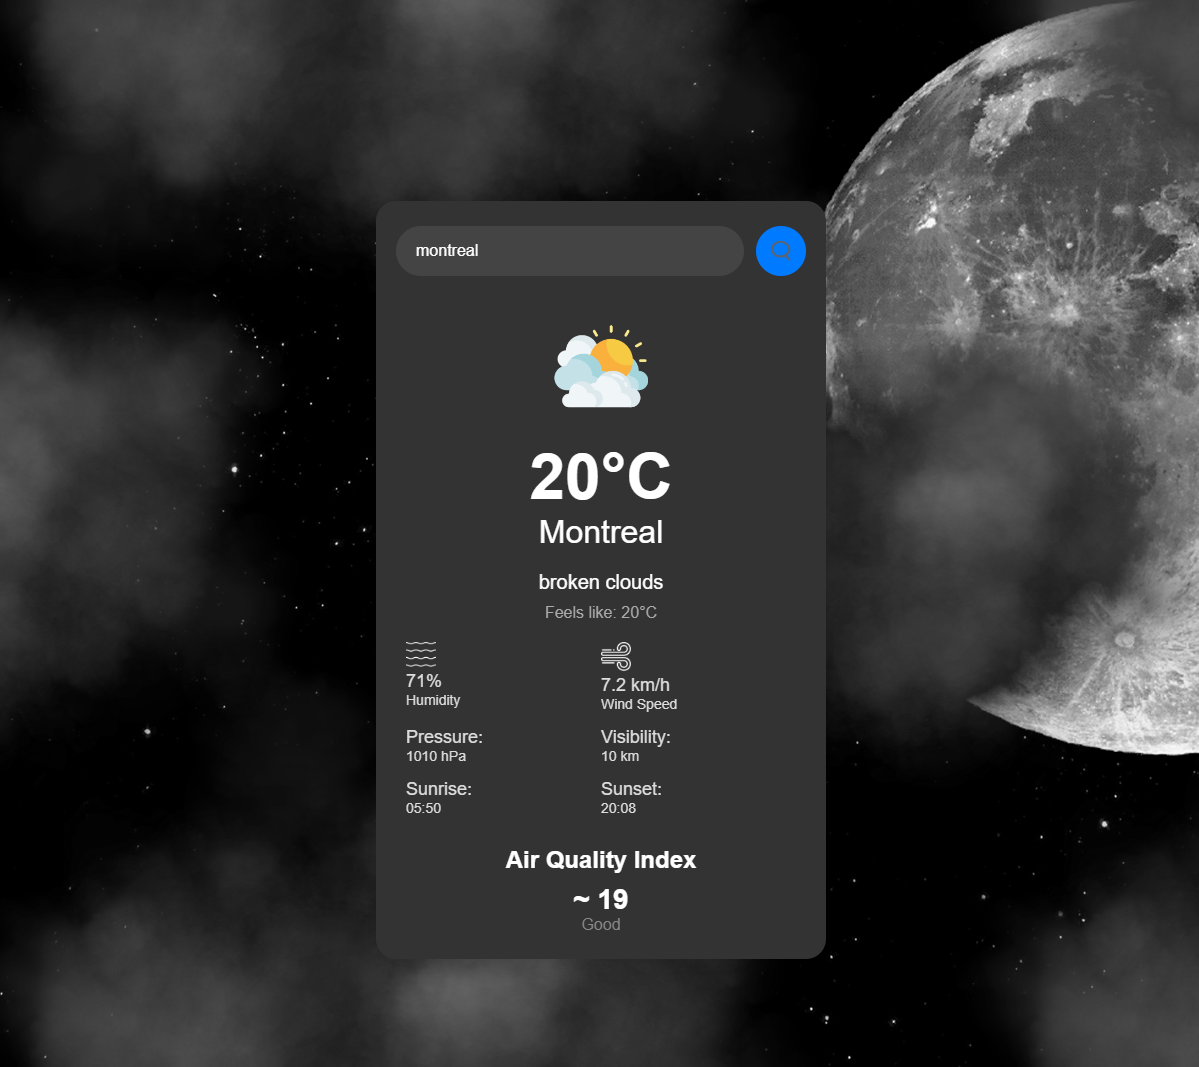 montreal
20°C
Montreal
broken clouds
Feels like: 20°C
71%
Humidity
7.2 km/h
Wind Speed
Pressure:
1010 hPa
Visibility:
10 km
Sunrise:
05:50
Sunset:
20:08
Air Quality Index
~ 19
Good